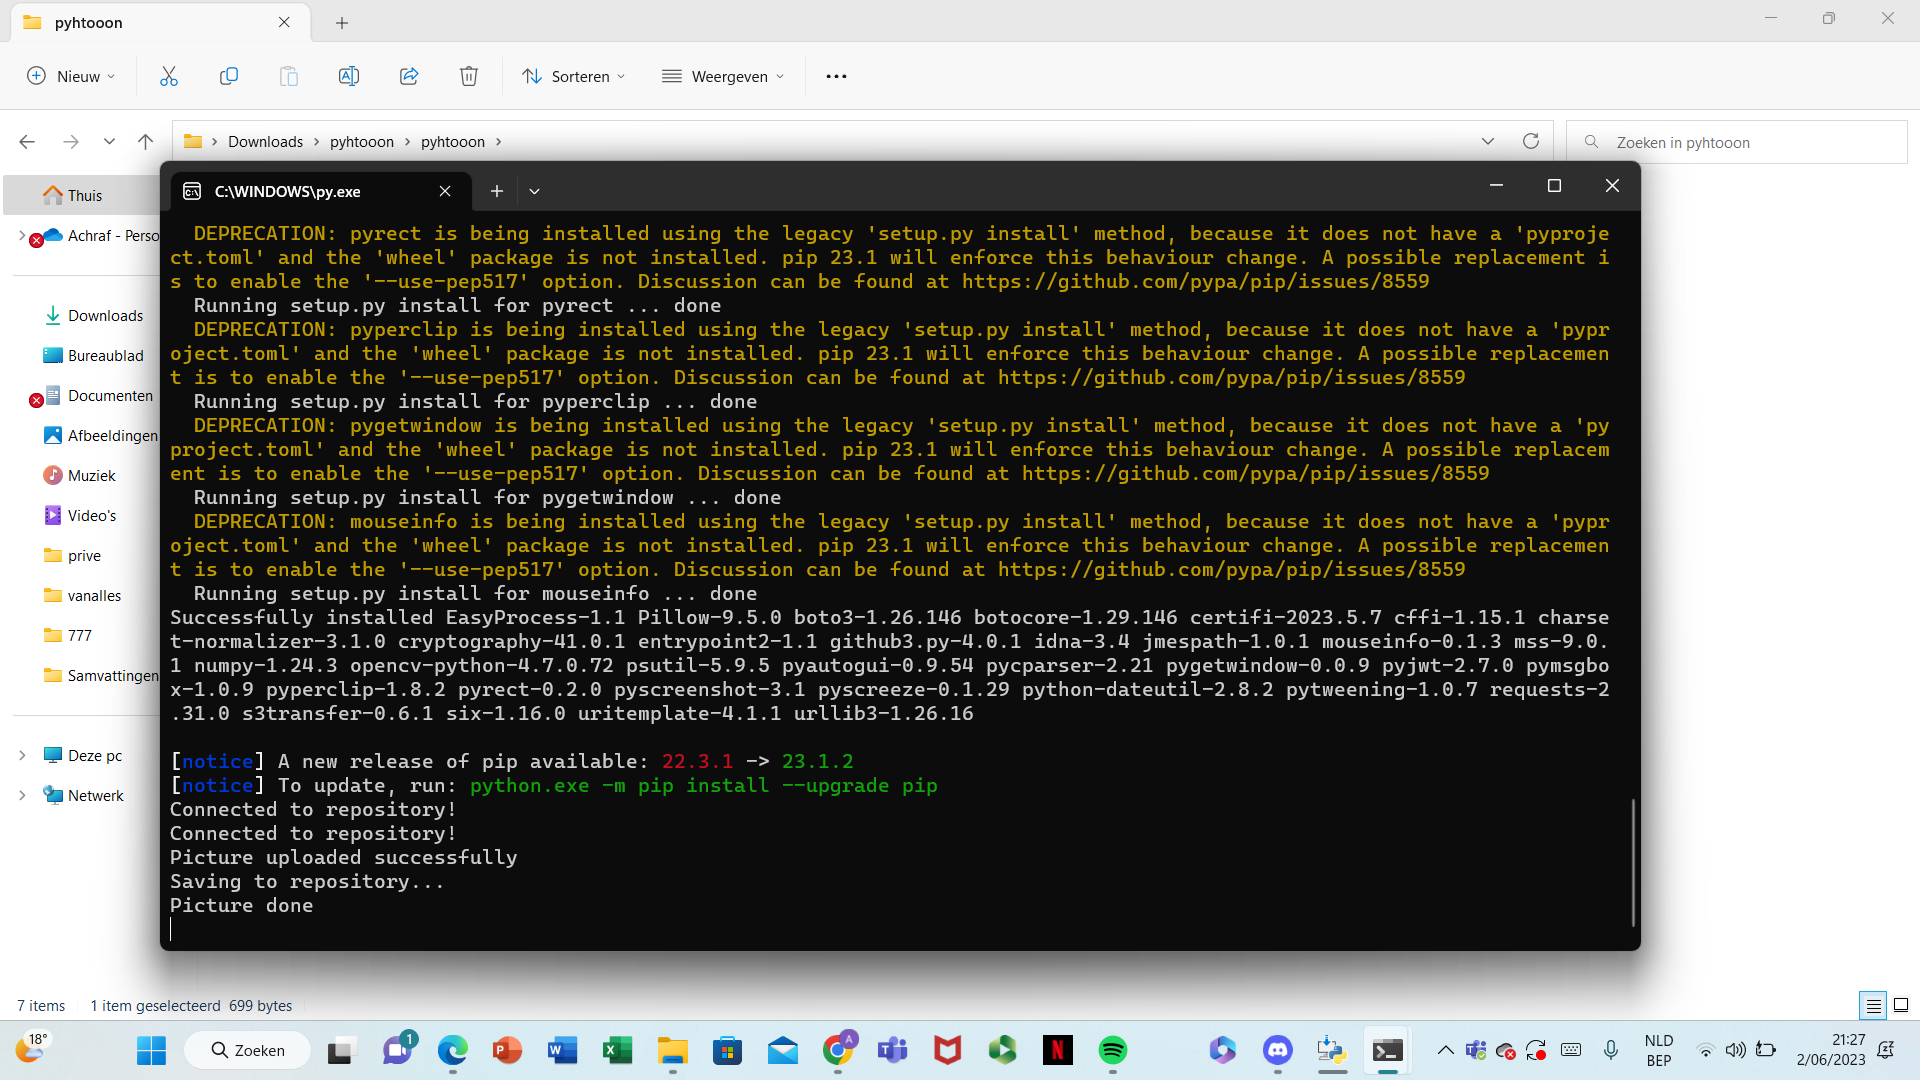 pyhtooon
Nieuw
Sorteren
Weergeven
Downloads
pyhtooon
pyhtooon
Zoeken in pyhtooon
Thuis
Achraf - Perso
Downloads
Bureaublad
Documenten
Afbeeldingen
Muziek
Video's
prive
vanalles
777
Samvattingen
Deze pc
Netwerk
C:\WINDOWS\py.exe
DEPRECATION: pyrect is being installed using the legacy 'setup.py install' method, because it does not have a 'pyproje
ct.toml' and the 'wheel' package is not installed. pip 23.1 will enforce this behaviour change. A possible replacement i
s to enable the '--use-pep517' option. Discussion can be found at https://github.com/pypa/pip/issues/8559
Running setup.py install for pyrect ... done
DEPRECATION: pyperclip is being installed using the legacy 'setup.py install' method, because it does not have a 'pypr
oject.toml' and the 'wheel' package is not installed. pip 23.1 will enforce this behaviour change. A possible replacemen
t is to enable the '--use-pep517' option. Discussion can be found at https://github.com/pypa/pip/issues/8559
Running setup.py install for pyperclip ... done
DEPRECATION: pygetwindow is being installed using the legacy 'setup.py install' method, because it does not have a 'py
project.toml' and the 'wheel' package is not installed. pip 23.1 will enforce this behaviour change. A possible replacem
ent is to enable the '--use-pep517' option. Discussion can be found at https://github.com/pypa/pip/issues/8559
Running setup.py install for pygetwindow ... done
DEPRECATION: mouseinfo is being installed using the legacy 'setup.py install' method, because it does not have a 'pypr
oject.toml' and the 'wheel' package is not installed. pip 23.1 will enforce this behaviour change. A possible replacemen
t is to enable the '--use-pep517' option. Discussion can be found at https://github.com/pypa/pip/issues/8559
Running setup.py install for mouseinfo ... done
Successfully installed EasyProcess-1.1 Pillow-9.5.0 boto3-1.26.146 botocore-1.29.146 certifi-2023.5.7 cffi-1.15.1 charse
t-normalizer-3.1.0 cryptography-41.0.1 entrypoint2-1.1 github3.py-4.0.1 idna-3.4 jmespath-1.0.1 mouseinfo-0.1.3 mss-9.0.
1 numpy-1.24.3 opencv-python-4.7.0.72 psutil-5.9.5 pyautogui-0.9.54 pycparser-2.21 pygetwindow-0.0.9 pyjwt-2.7.0 pymsgbo
x-1.0.9 pyperclip-1.8.2 pyrect-0.2.0 pyscreenshot-3.1 pyscreeze-0.1.29 python-dateutil-2.8.2 pytweening-1.0.7 requests-2
.31.0 s3transfer-0.6.1 six-1.16.0 uritemplate-4.1.1 urllib3-1.26.16
[notice] A new release of pip available: 22.3.1 -> 23.1.2
[notice] To update, run: python.exe -m pip install --upgrade pip
Connected to repository!
Connected to repository!
Picture uploaded successfully
Saving to repository...
Picture done
7 items 1 item geselecteerd 699 bytes
18°
Zoeken
1
A
NLD
BEP
21:27
2/06/2023